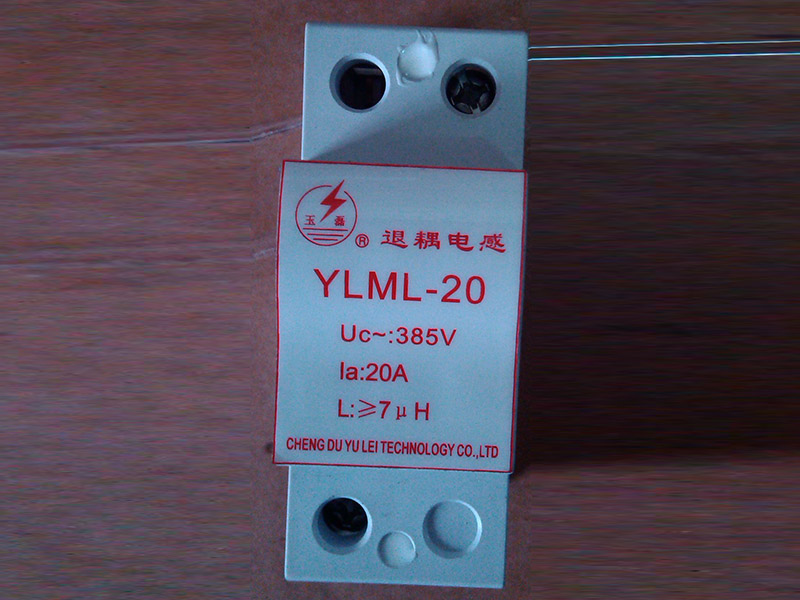 玉 磊
® 退耦电感
YLML-20
Uc~:385V
Ia:20A
L:≥7μH
CHENG DU YU LEI TECHNOLOGY CO.,LTD